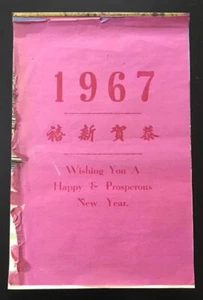 1967
恭賀新禧
Wishing You A
Happy & Prosperous
New Year.